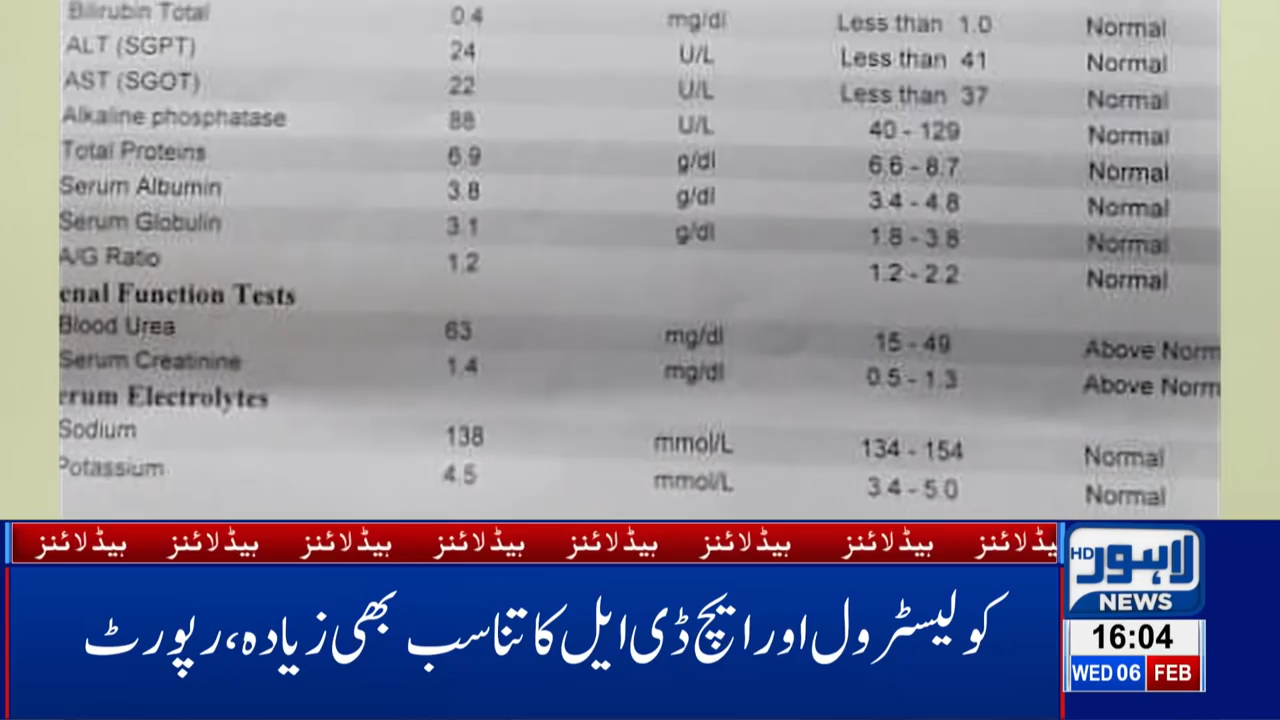 Bilirubin Total 0.4 mg/dl Less than 1.0 Normal
ALT (SGPT) 24 U/L Less than 41 Normal
AST (SGOT) 22 U/L Less than 37 Normal
Alkaline phosphatase 88 U/L 40 - 129 Normal
Total Proteins 6.9 g/dl 6.6 - 8.7 Normal
Serum Albumin 3.8 g/dl 3.4 - 4.8 Normal
Serum Globulin 3.1 g/dl 1.8 - 3.8 Normal
A/G Ratio 1.2 1.2 - 2.2 Normal
enal Function Tests
Blood Urea 63 mg/dl 15 - 49 Above Norm
Serum Creatinine 1.4 mg/dl 0.5 - 1.3 Above Norm
erum Electrolytes
Sodium 138 mmol/L 134 - 154 Normal
Potassium 4.5 mmol/L 3.4 - 5.0 Normal
یڈلائنز ہیڈلائنز ہیڈلائنز ہیڈلائنز ہیڈلائنز ہیڈلائنز ہیڈلائنز ہیڈلائنز
کولیسٹرول اور ایچ ڈی ایل کا تناسب بھی زیادہ، رپورٹ
لاہور HD
NEWS
16:04
WED 06 FEB